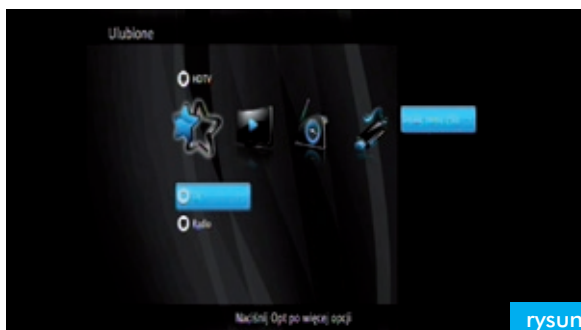 Ulubione
HDTV
Radio
Naciśnij Opt po więcej opcji
rysun